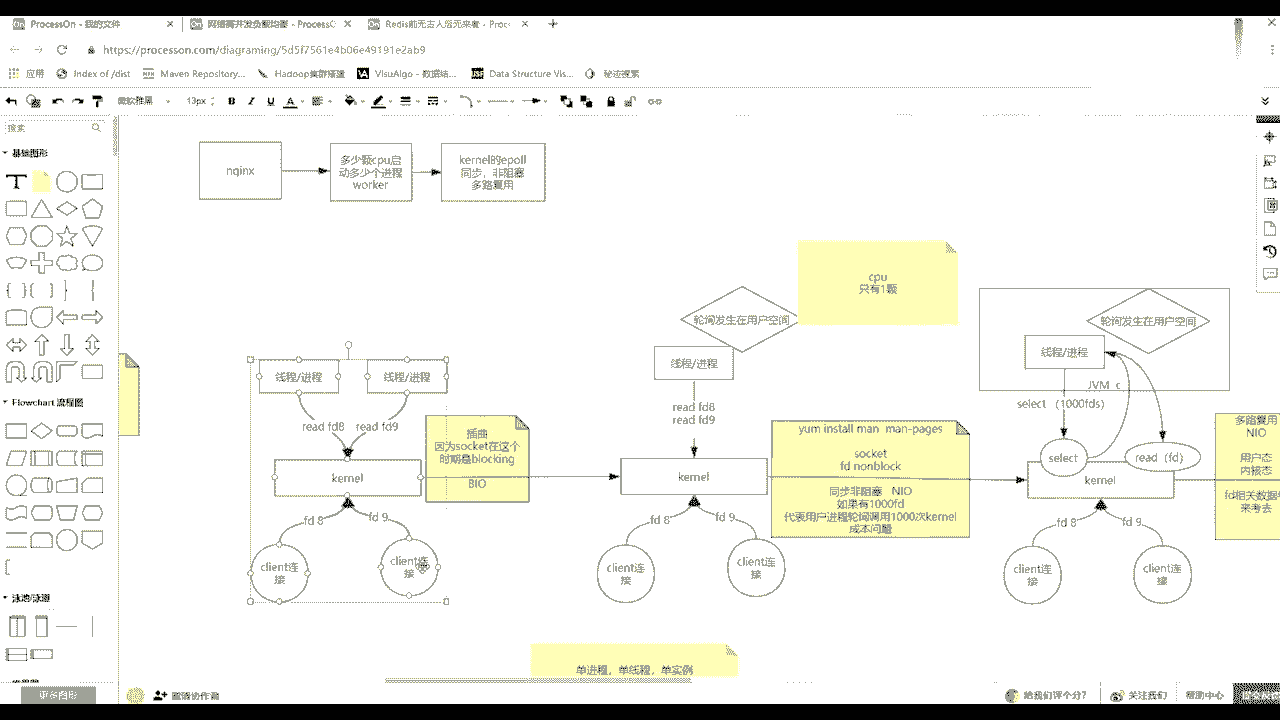 ProcessOn - 我的文件
网络高并发负载均衡 - ProcessO
Redis前无古人后无来者 - Proc
https://processon.com/diagraming/5d5f7561e4b06e49191e2ab9
应用
Index of /dist
Maven Repository...
Hadoop集群搭建
VisuAlgo - 数据结...
Data Structure Vis...
秘迹搜索
微软雅黑
13px
B I U A
搜索
基础图形
T
Flowchart 流程图
泳池/泳道
更多图形
nginx
多少颗cpu启
动多少个进程
worker
kernel的epoll
同步,非阻塞
多路复用
cpu
只有1颗
轮询发生在用户空间
线程/进程
read fd8
read fd9
轮询发生在用户空间
线程/进程
JVM c
select (1000fds)
select
read (fd)
kernel
fd 8
fd 9
client连
接
client连
接
线程/进程
线程/进程
read fd8
read fd9
kernel
fd 8
fd 9
client连
接
client连
接
插曲
因为socket在这个
时期是blocking
BIO
kernel
fd 8
fd 9
client连
接
client连
接
yum install man man-pages
socket
fd nonblock
同步非阻塞 NIO
如果有1000fd
代表用户进程轮询调用1000次kernel
成本问题
多路复用
NIO
用户态
内核态
fd相关数据
来考去
单进程,单线程,单实例
邀请协作者
给我们评个分?
关注我们
帮助中心